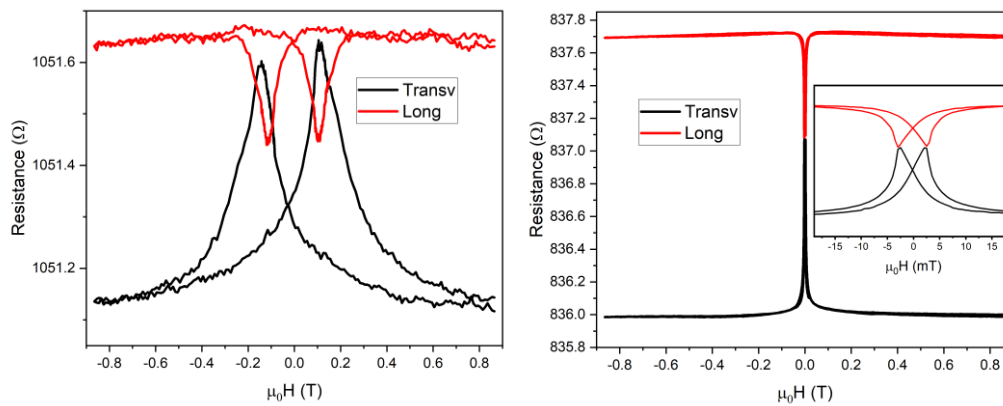 1051.6
1051.4
1051.2
Resistance (Ω)
-0.8 -0.6 -0.4 -0.2 0.0 0.2 0.4 0.6 0.8
μ₀H (T)
Transv
Long
837.8
837.6
837.4
837.2
837.0
836.8
836.6
836.4
836.2
836.0
835.8
Resistance (Ω)
-0.8 -0.6 -0.4 -0.2 0.0 0.2 0.4 0.6 0.8
μ₀H (T)
Transv
Long
-15 -10 -5 0 5 10 15
μ₀H (mT)